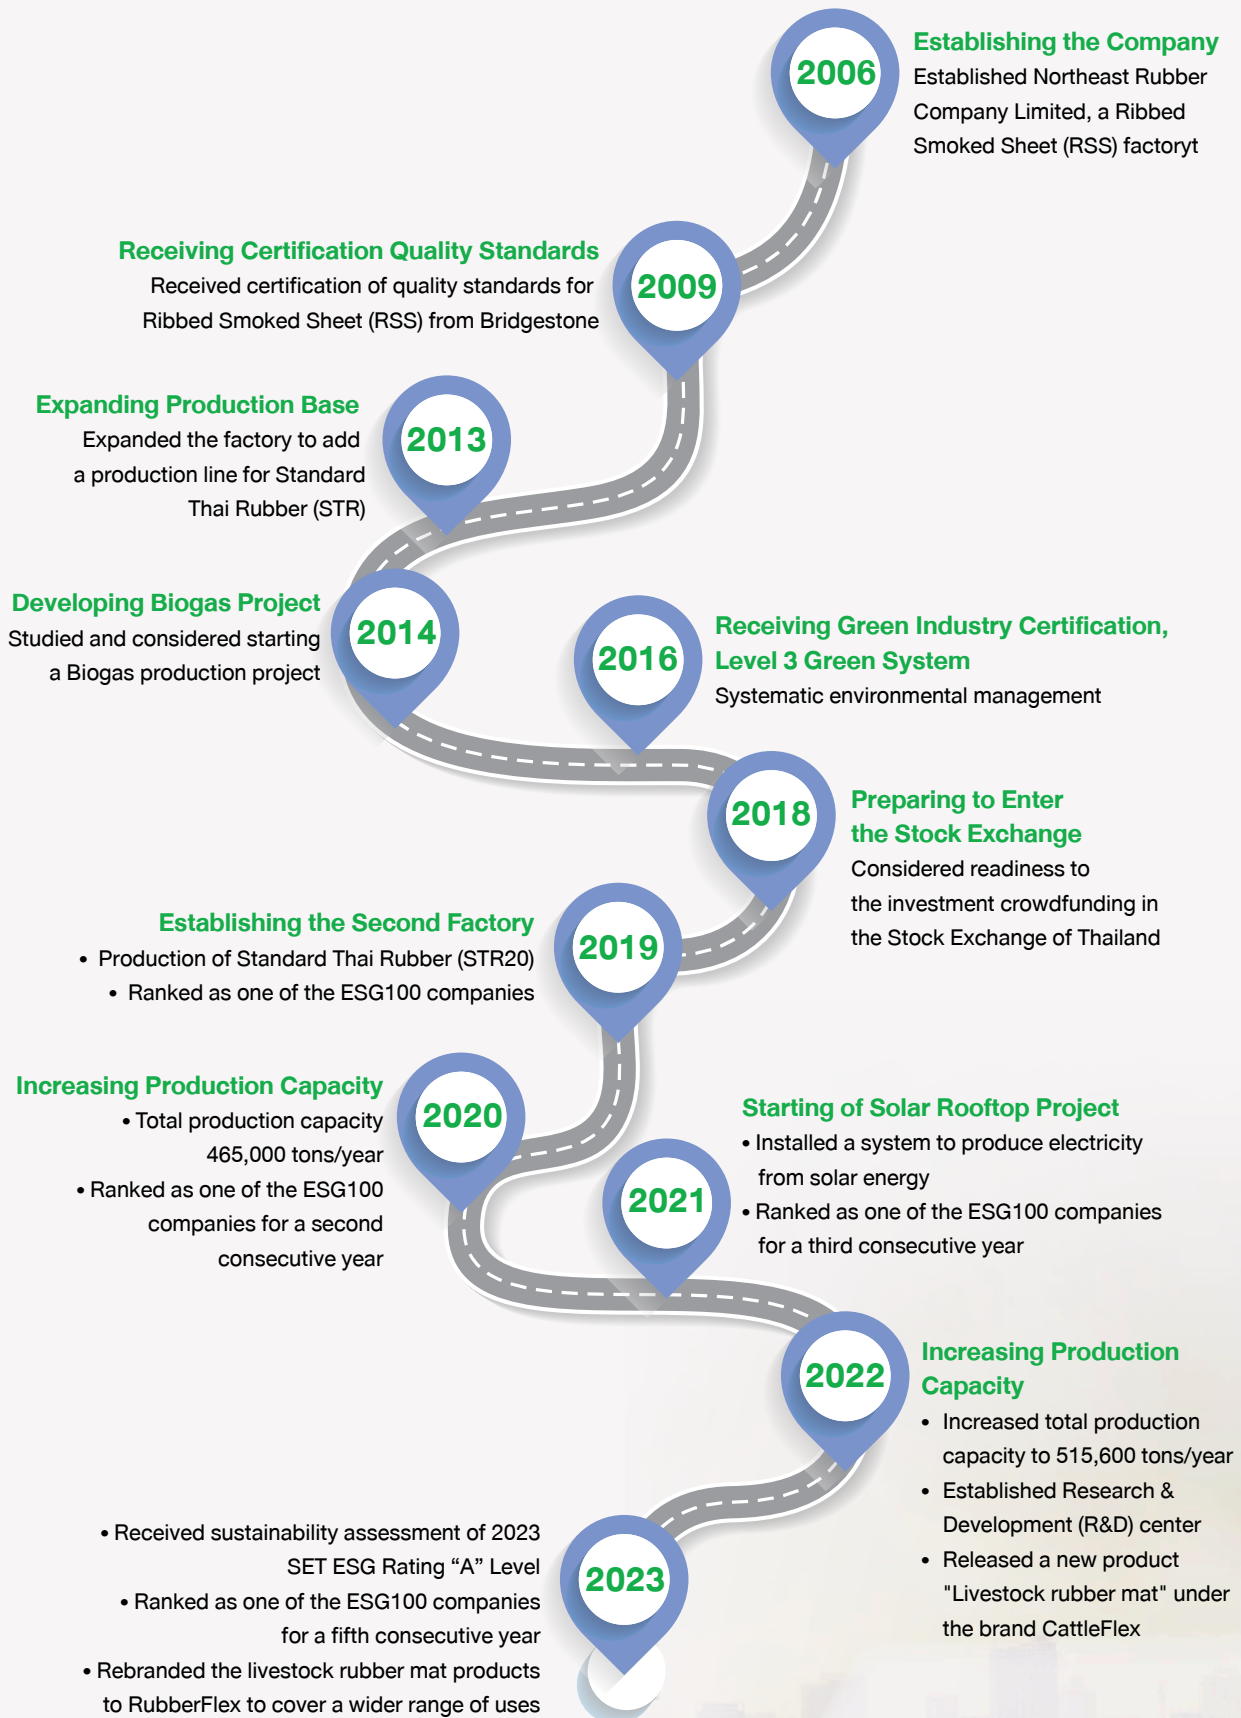 2006
Establishing the Company
Established Northeast Rubber
Company Limited, a Ribbed
Smoked Sheet (RSS) factoryt
2009
Receiving Certification Quality Standards
Received certification of quality standards for
Ribbed Smoked Sheet (RSS) from Bridgestone
2013
Expanding Production Base
Expanded the factory to add
a production line for Standard
Thai Rubber (STR)
2014
Developing Biogas Project
Studied and considered starting
a Biogas production project
2016
Receiving Green Industry Certification,
Level 3 Green System
Systematic environmental management
2018
Preparing to Enter
the Stock Exchange
Considered readiness to
the investment crowdfunding in
the Stock Exchange of Thailand
2019
Establishing the Second Factory
• Production of Standard Thai Rubber (STR20)
• Ranked as one of the ESG100 companies
2020
Increasing Production Capacity
• Total production capacity
465,000 tons/year
• Ranked as one of the ESG100
companies for a second
consecutive year
2021
Starting of Solar Rooftop Project
• Installed a system to produce electricity
from solar energy
• Ranked as one of the ESG100 companies
for a third consecutive year
2022
Increasing Production
Capacity
• Increased total production
capacity to 515,600 tons/year
• Established Research &
Development (R&D) center
• Released a new product
"Livestock rubber mat" under
the brand CattleFlex
2023
• Received sustainability assessment of 2023
SET ESG Rating “A” Level
• Ranked as one of the ESG100 companies
for a fifth consecutive year
• Rebranded the livestock rubber mat products
to RubberFlex to cover a wider range of uses